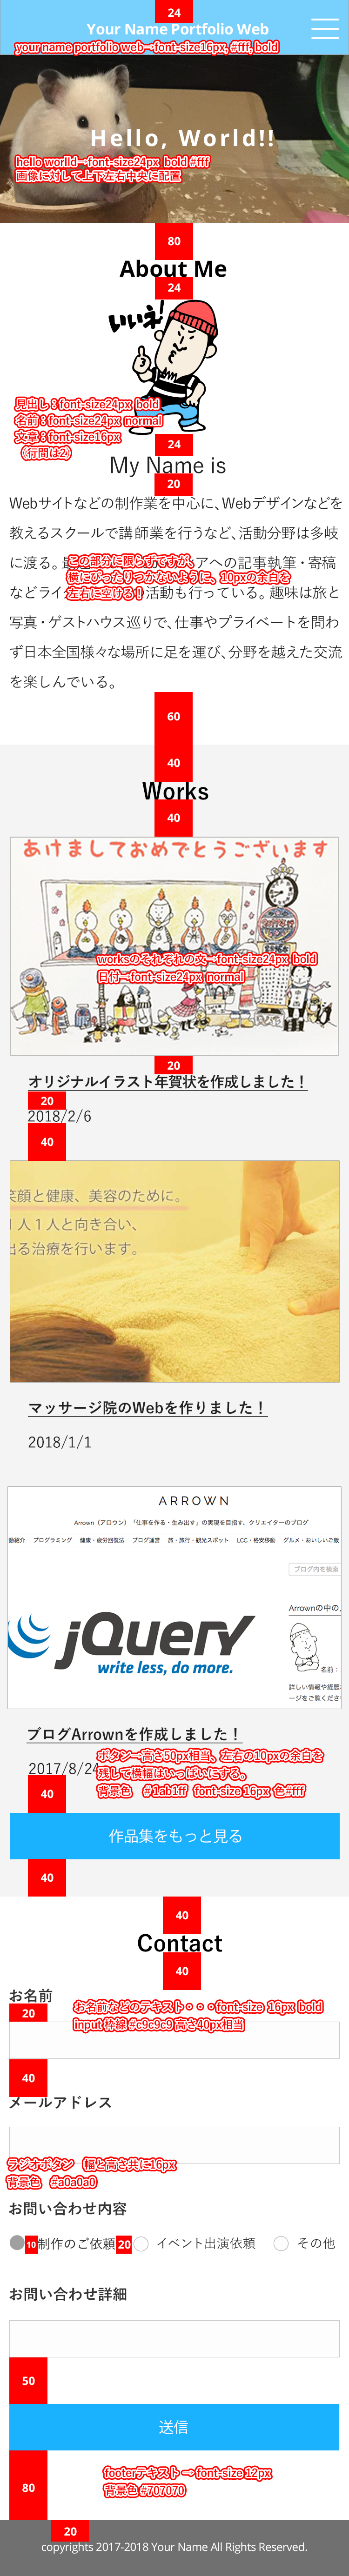 24
Your Name Portfolio Web
your name portfolio web→font-size16px, #fff, bold
Hello, World!!
hello worlld→font-size24px bold #fff
画像に対して上下左右中央に配置
80
About Me
24
いいえ!
見出し：font-size24px bold
名前：font-size24px normal
文章：font-size16px
（行間は2）
24
My Name is
20
Webサイトなどの制作業を中心に、Webデザインなどを
教えるスクールで講師業を行うなど、活動分野は多岐
に渡る。
アへの記事執筆・寄稿
この部分に限らずですが、
横にぴったりつかないように、10pxの余白を
左右に空ける！
などライ
活動も行っている。趣味は旅と
写真・ゲストハウス巡りで、仕事やプライベートを問わ
ず日本全国様々な場所に足を運び、分野を越えた交流
を楽しんでいる。
60
40
Works
40
あけましておめでとうございます
worksのそれぞれの文→font-size24px bold
日付→font-size24px normal
20
オリジナルイラスト年賀状を作成しました！
20
2018/2/6
40
笑顔と健康、美容のために。
1人1人と向き合い、
出る治療を行います。
マッサージ院のWebを作りました！
2018/1/1
ARROWN
Arrown（アロウン）「仕事を作る・生み出す」の実現を目指す、クリエイターのブログ
動紹介 プログラミング 健康・疲労回復法 ブログ運営 旅・旅行・観光スポット LCC・格安移動 グルメ・おいしいご飯
ブログ内を検索
Arrownの中の
jQuery
write less, do more.
名前：
詳しい情報や経歴
ージをご覧くださ
ブログArrownを作成しました！
2017/8/24
ボタン→高さ50px相当、左右の10pxの余白を
残して横幅はいっぱいにする。
背景色 #1ab1ff font-size 16px 色#fff
40
作品集をもっと見る
40
40
Contact
40
お名前
20
お名前などのテキスト・・・font-size 16px bold
input 枠線 #c9c9c9 高さ40px相当
40
メールアドレス
ラジオボタン 幅と高さ共に16px
背景色 #a0a0a0
お問い合わせ内容
10 制作のご依頼 20 イベント出演依頼 その他
お問い合わせ詳細
50
送信
80
footerテキスト → font-size 12px
背景色 #707070
20
copyrights 2017-2018 Your Name All Rights Reserved.